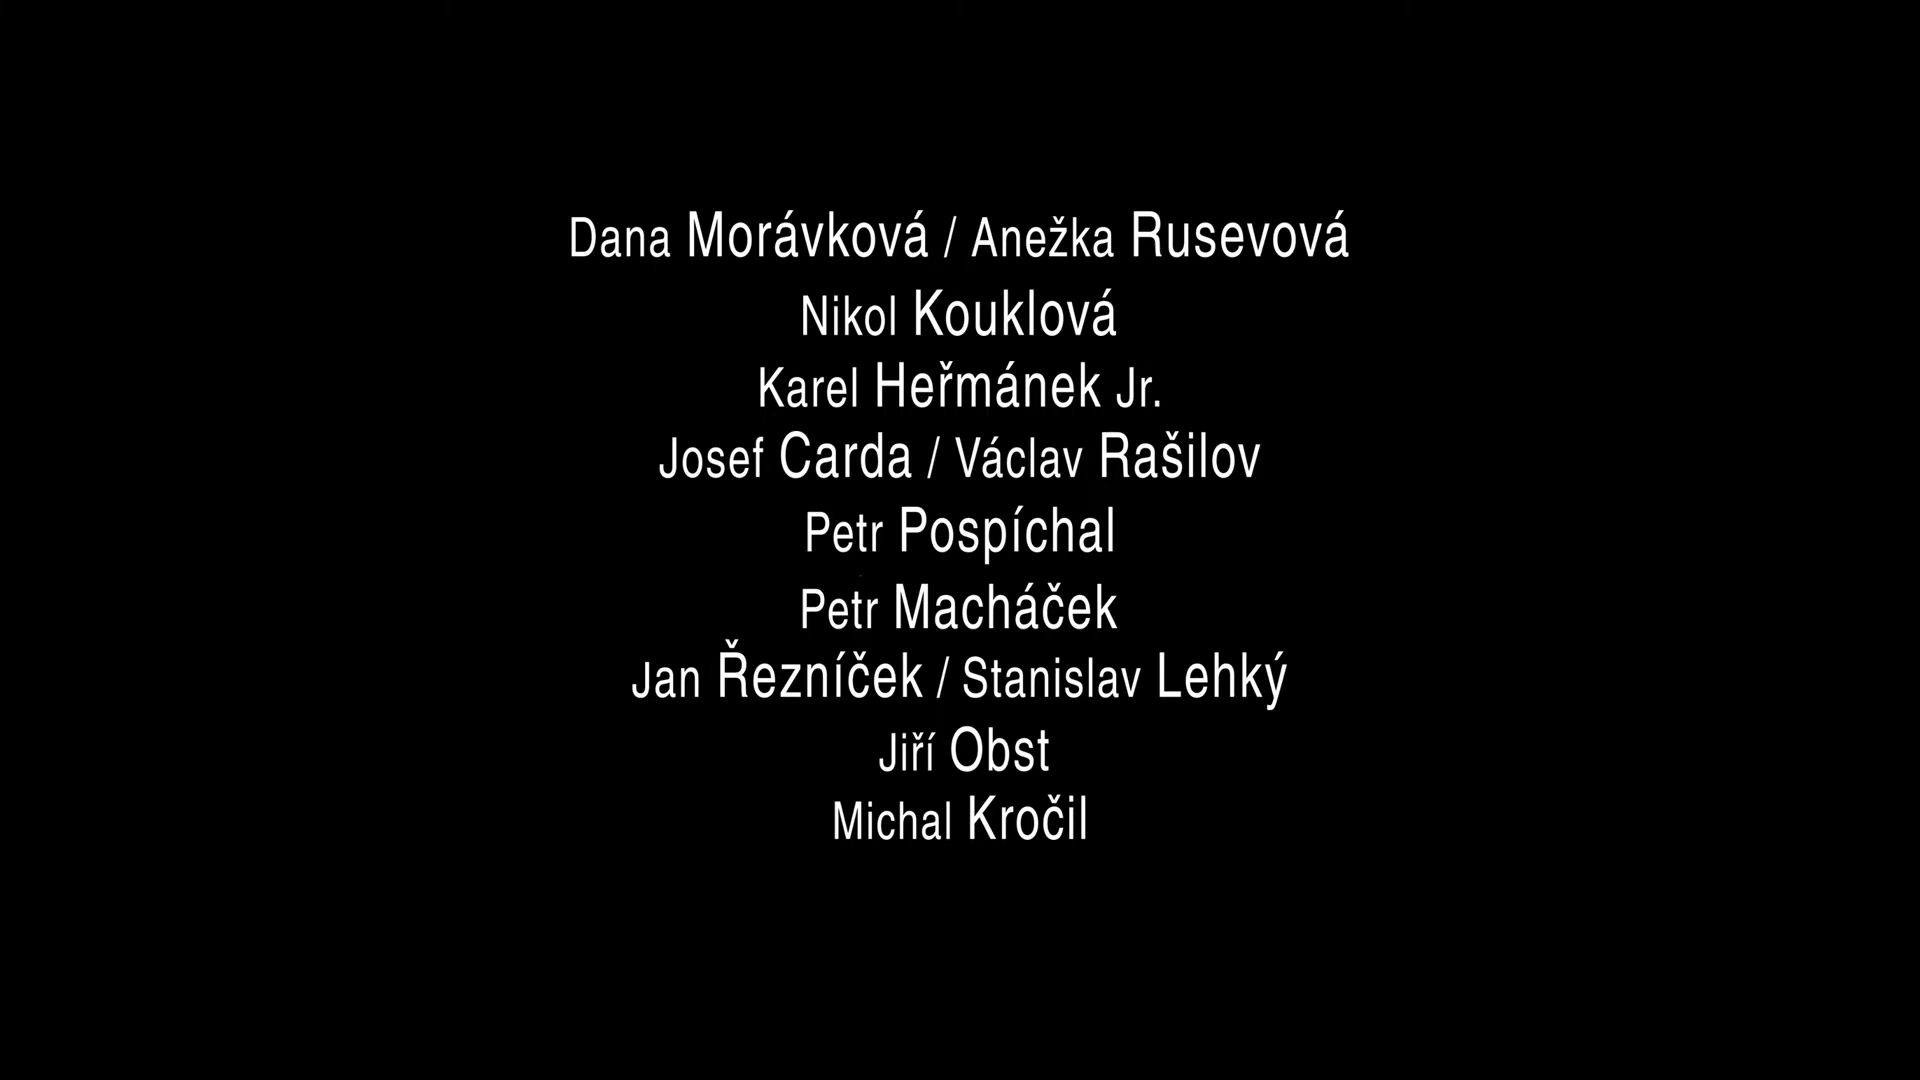 Dana Morávková / Anežka Rusevová
Nikol Kouklová
Karel Heřmánek Jr.
Josef Carda / Václav Rašilov
Petr Pospíchal
Petr Macháček
Jan Řezníček / Stanislav Lehký
Jiří Obst
Michal Kročil